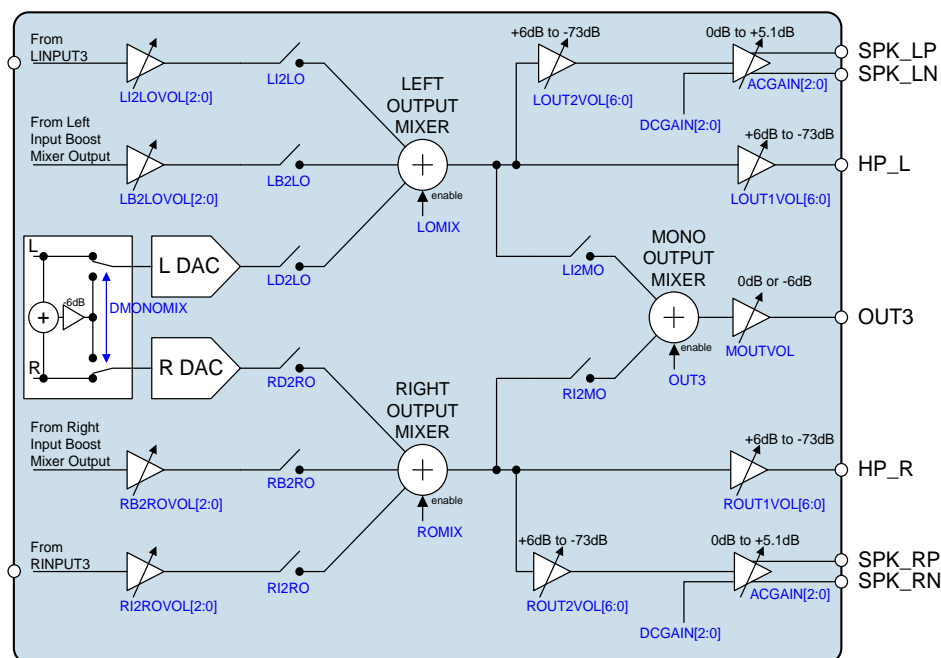 From
LINPUT3
LI2LOVOL[2:0]
LI2LO
+6dB to -73dB
LOUT2VOL[6:0]
0dB to +5.1dB
ACGAIN[2:0]
DCGAIN[2:0]
SPK_LP
SPK_LN
From Left
Input Boost
Mixer Output
LB2LOVOL[2:0]
LB2LO
LEFT
OUTPUT
MIXER
+
enable
LOMIX
+6dB to -73dB
LOUT1VOL[6:0]
HP_L
L
R
+
-6dB
DMONOMIX
L DAC
LD2LO
R DAC
RD2RO
LI2MO
RI2MO
MONO
OUTPUT
MIXER
+
enable
OUT3
0dB or -6dB
MOUTVOL
OUT3
From Right
Input Boost
Mixer Output
RB2ROVOL[2:0]
RB2RO
RIGHT
OUTPUT
MIXER
+
enable
ROMIX
+6dB to -73dB
ROUT1VOL[6:0]
HP_R
From
RINPUT3
RI2ROVOL[2:0]
RI2RO
+6dB to -73dB
ROUT2VOL[6:0]
0dB to +5.1dB
ACGAIN[2:0]
DCGAIN[2:0]
SPK_RP
SPK_RN